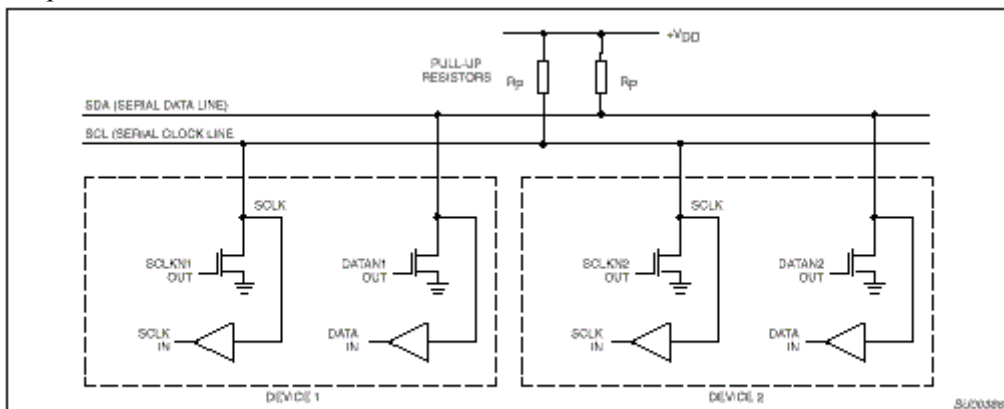 +VDD
PULL-UP
RESISTORS
Rp
Rp
SDA (SERIAL DATA LINE)
SCL (SERIAL CLOCK LINE
SCLK
SCLK
SCLKN1
OUT
DATAN1
OUT
SCLKN2
OUT
DATAN2
OUT
SCLK
IN
DATA
IN
SCLK
IN
DATA
IN
DEVICE 1
DEVICE 2